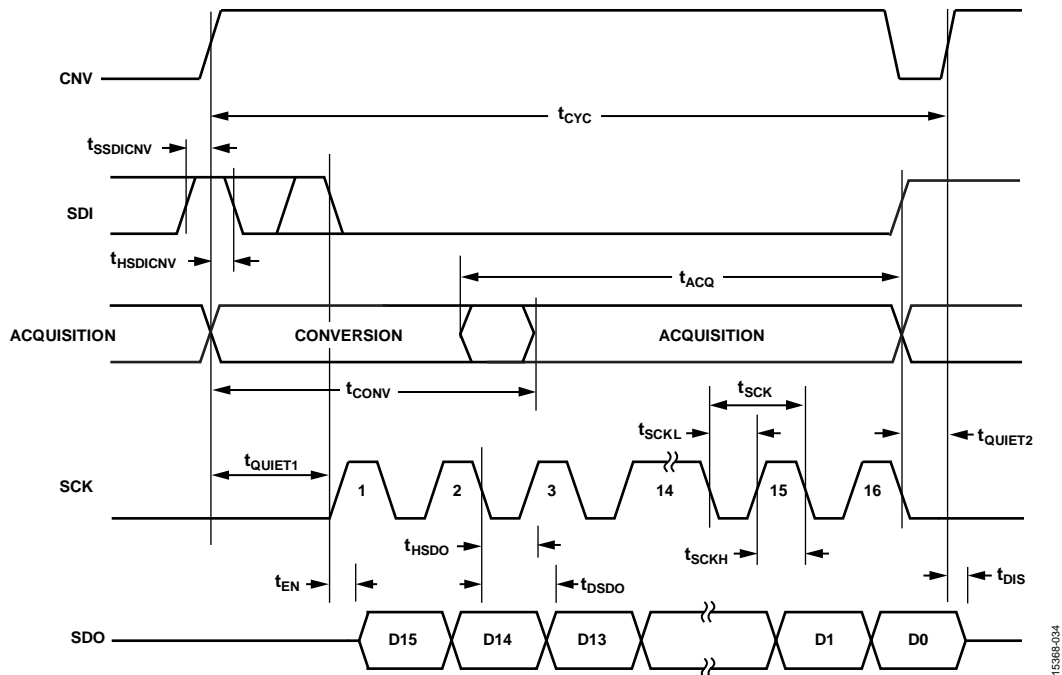 CNV
tCYC
tSSDICNV
SDI
tHSDICNV
tACQ
ACQUISITION
CONVERSION
ACQUISITION
tCONV
tSCK
tSCKL
tQUIET2
tQUIET1
SCK
1
2
3
14
15
16
tHSDO
tSCKH
tEN
tDSDO
tDIS
SDO
D15
D14
D13
D1
D0
15368-034